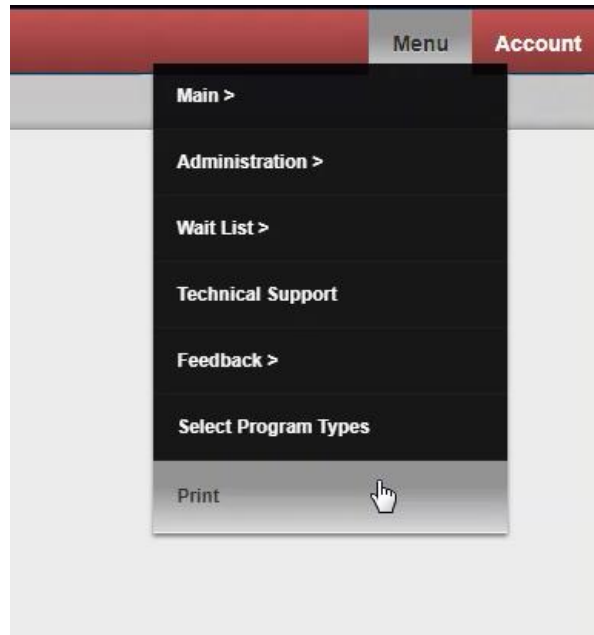 Menu Account
Main >
Administration >
Wait List >
Technical Support
Feedback >
Select Program Types
Print